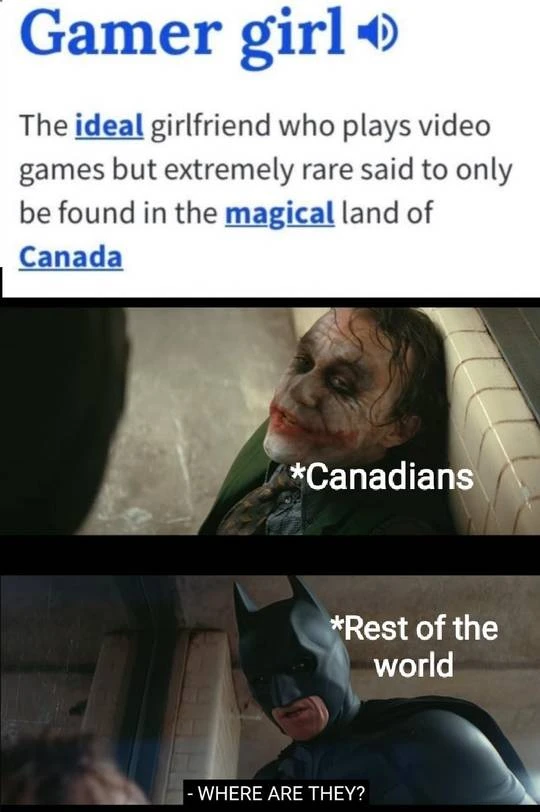 Gamer girl
The ideal girlfriend who plays video
games but extremely rare said to only
be found in the magical land of
Canada
*Canadians
*Rest of the
world
- WHERE ARE THEY?